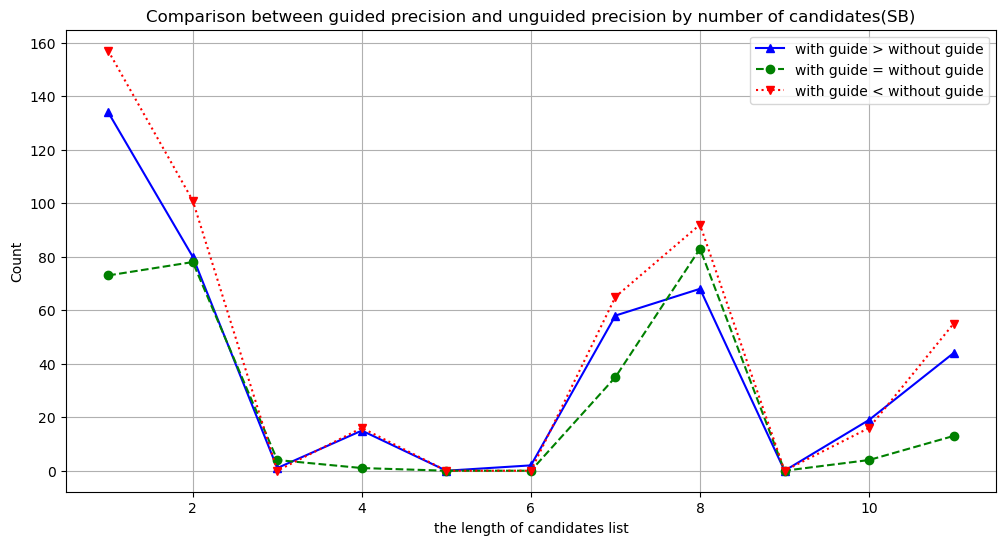 Comparison between guided precision and unguided precision by number of candidates(SB)
with guide > without guide
with guide = without guide
with guide < without guide
160
140
120
100
80
60
40
20
0
Count
2 4 6 8 10
the length of candidates list